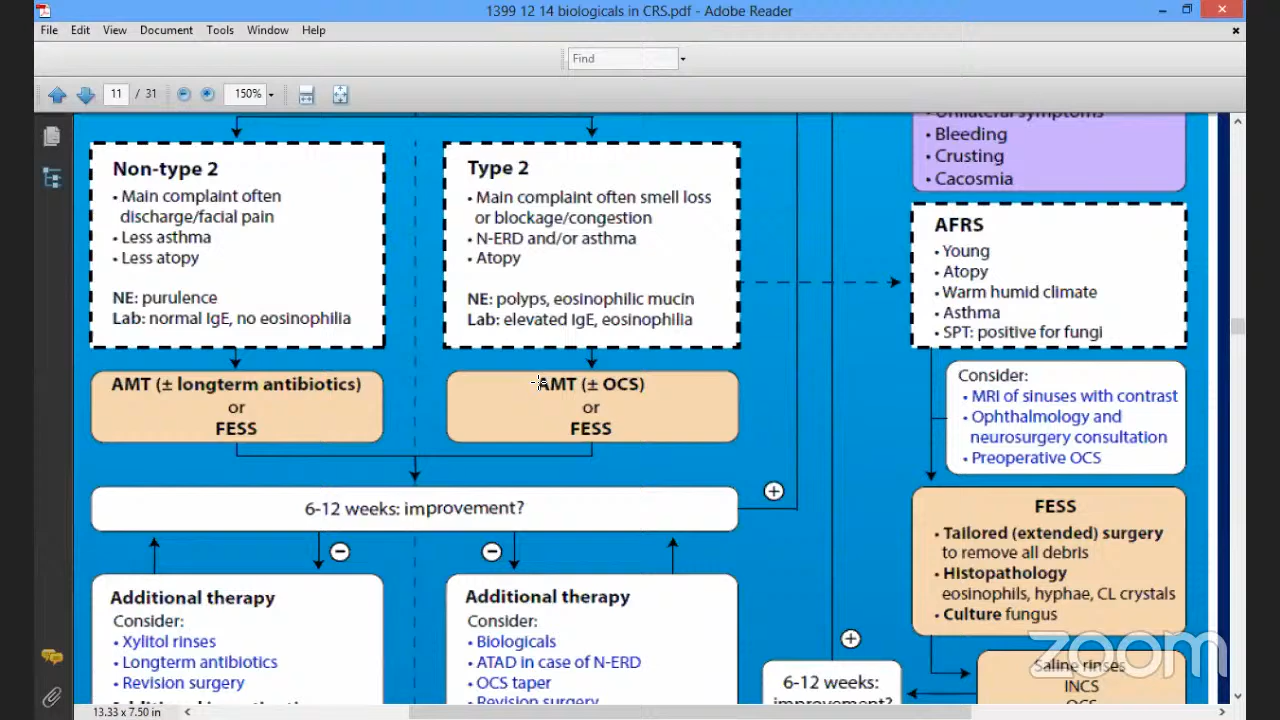 1399 12 14 biologicals in CRS.pdf - Adobe Reader
File Edit View Document Tools Window Help
Find
11 / 31
150%
Non-type 2
• Main complaint often
discharge/facial pain
• Less asthma
• Less atopy
NE: purulence
Lab: normal IgE, no eosinophilia
Type 2
• Main complaint often smell loss
or blockage/congestion
• N-ERD and/or asthma
• Atopy
NE: polyps, eosinophilic mucin
Lab: elevated IgE, eosinophilia
• Unilateral symptoms
• Bleeding
• Crusting
• Cacosmia
AFRS
• Young
• Atopy
• Warm humid climate
• Asthma
• SPT: positive for fungi
AMT (± longterm antibiotics)
or
FESS
AMT (± OCS)
or
FESS
Consider:
• MRI of sinuses with contrast
• Ophthalmology and
neurosurgery consultation
• Preoperative OCS
6-12 weeks: improvement?
+
−
−
FESS
• Tailored (extended) surgery
to remove all debris
• Histopathology
eosinophils, hyphae, CL crystals
• Culture fungus
Additional therapy
Consider:
• Xylitol rinses
• Longterm antibiotics
• Revision surgery
Additional therapy
Consider:
• Biologicals
• ATAD in case of N-ERD
• OCS taper
• Revision surgery
+
6-12 weeks:
improvement?
Saline rinses
INCS
OCS
zoom
13.33 x 7.50 in